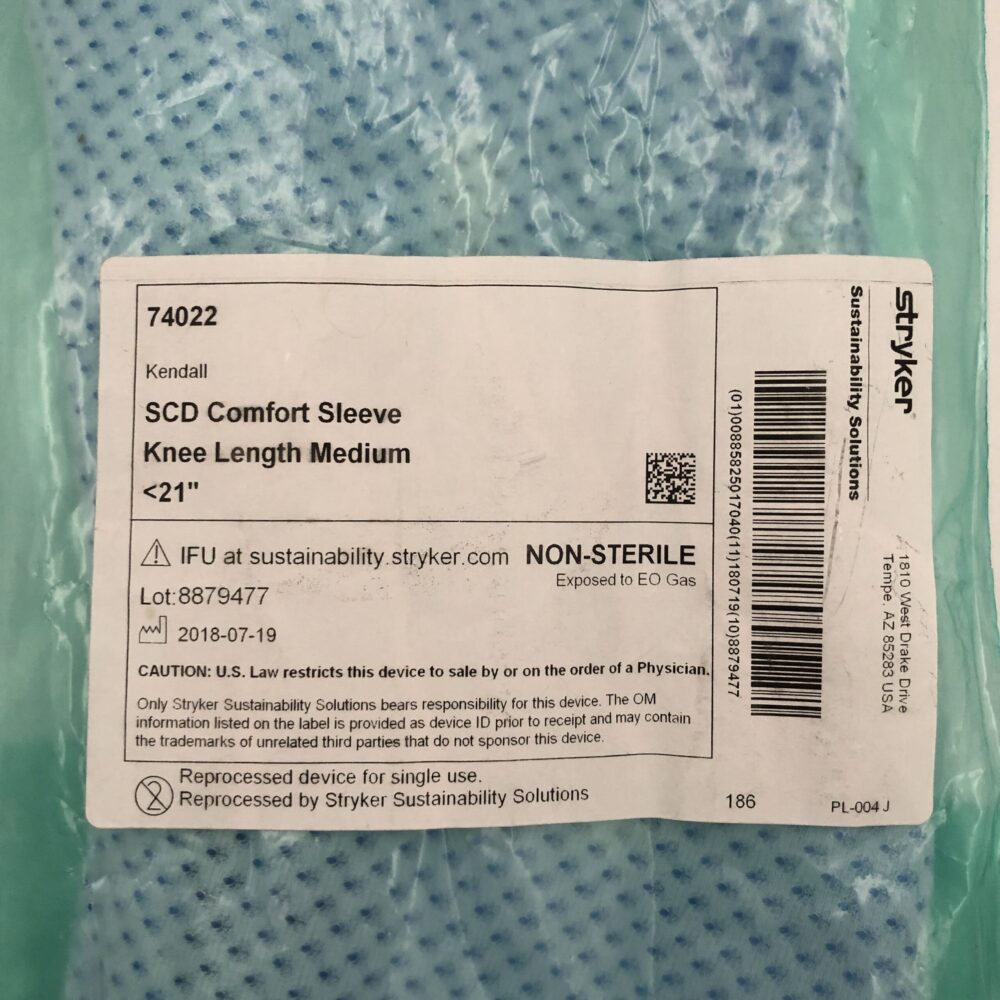 74022
Kendall
SCD Comfort Sleeve
Knee Length Medium
<21"
⚠ IFU at sustainability.stryker.com NON-STERILE
Exposed to EO Gas
Lot:8879477
2018-07-19
CAUTION: U.S. Law restricts this device to sale by or on the order of a Physician.
Only Stryker Sustainability Solutions bears responsibility for this device. The OM
information listed on the label is provided as device ID prior to receipt and may contain
the trademarks of unrelated third parties that do not sponsor this device.
Reprocessed device for single use.
Reprocessed by Stryker Sustainability Solutions
2
186
PL-004 J
(01)00885825017040(11)180719(10)8879477
stryker
Sustainability Solutions
1810 West Drake Drive
Tempe, AZ 85283 USA